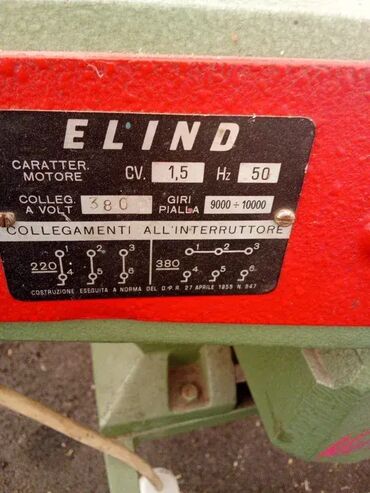 ELIND
CARATTER. MOTORE CV. 1,5 Hz 50
COLLEG. A VOLT 380 GIRI PIALLA 9000 ÷ 10000
COLLEGAMENTI ALL'INTERRUTTORE
1 2 3 1 2 3
220 380
4 5 6 4 5 6
COSTRUZIONE ESEGUITA A NORMA DEL D.P.R. 27 APRILE 1955 N. 547